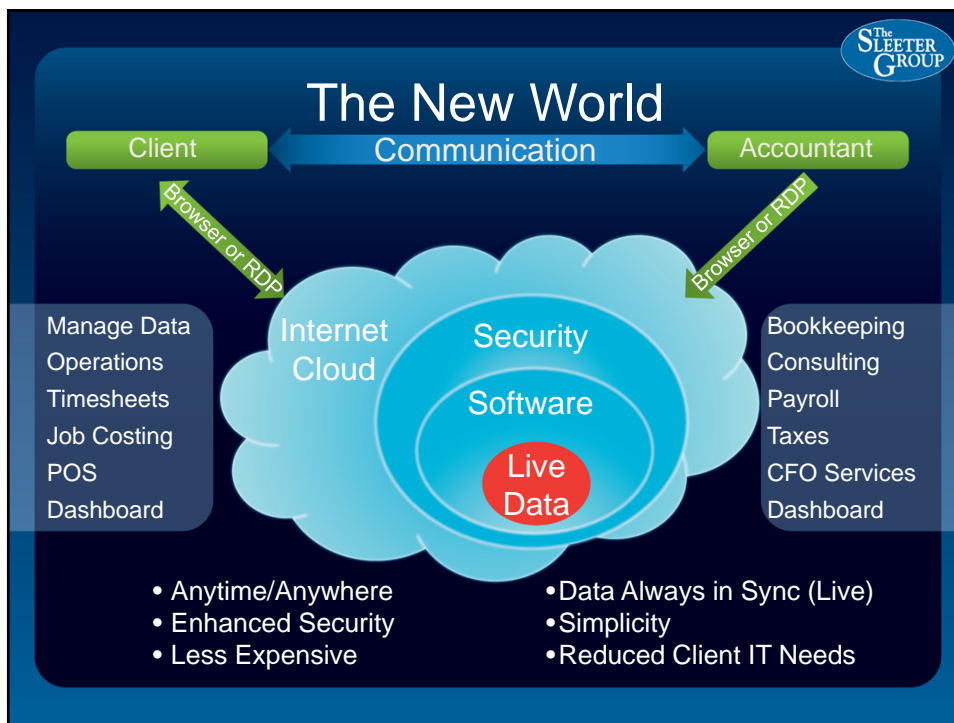 The
SLEETER
GROUP
The New World
Client
Communication
Accountant
Browser or RDP
Browser or RDP
Manage Data
Operations
Timesheets
Job Costing
POS
Dashboard
Internet
Cloud
Security
Software
Live
Data
Bookkeeping
Consulting
Payroll
Taxes
CFO Services
Dashboard
• Anytime/Anywhere
• Enhanced Security
• Less Expensive
•Data Always in Sync (Live)
•Simplicity
•Reduced Client IT Needs